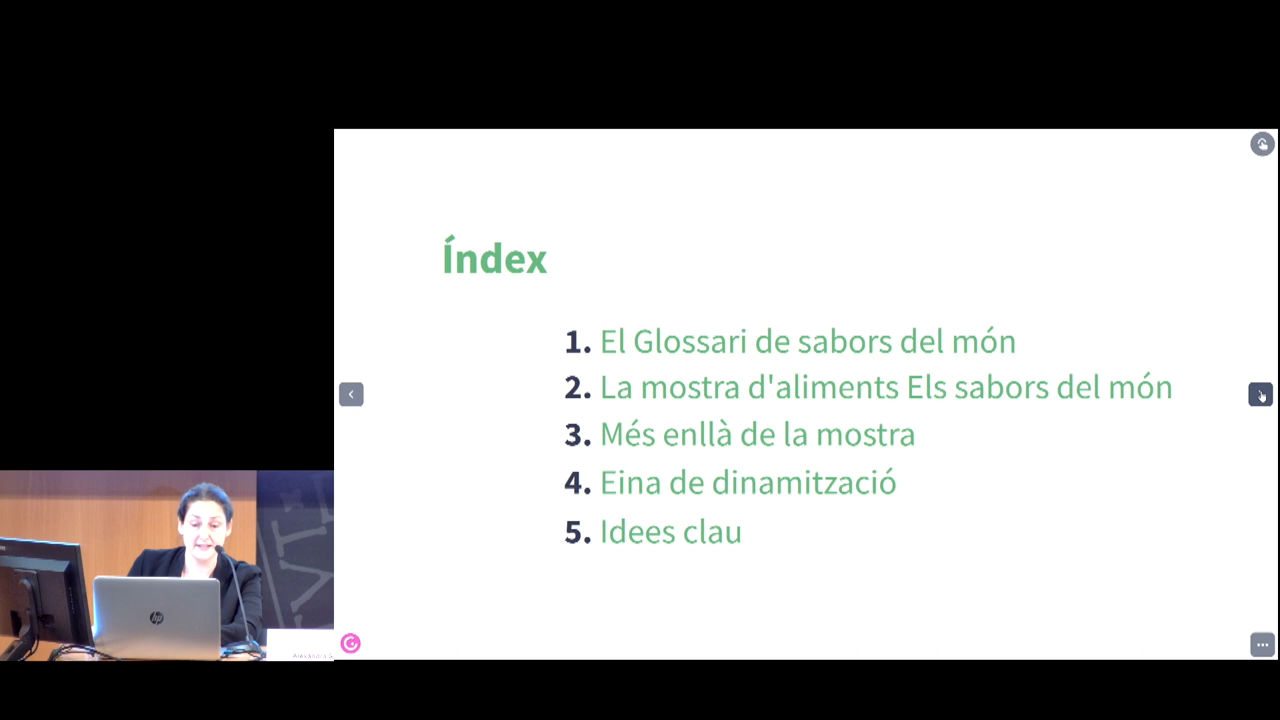 Índex
1. El Glossari de sabors del món
2. La mostra d'aliments Els sabors del món
3. Més enllà de la mostra
4. Eina de dinamització
5. Idees clau
hp